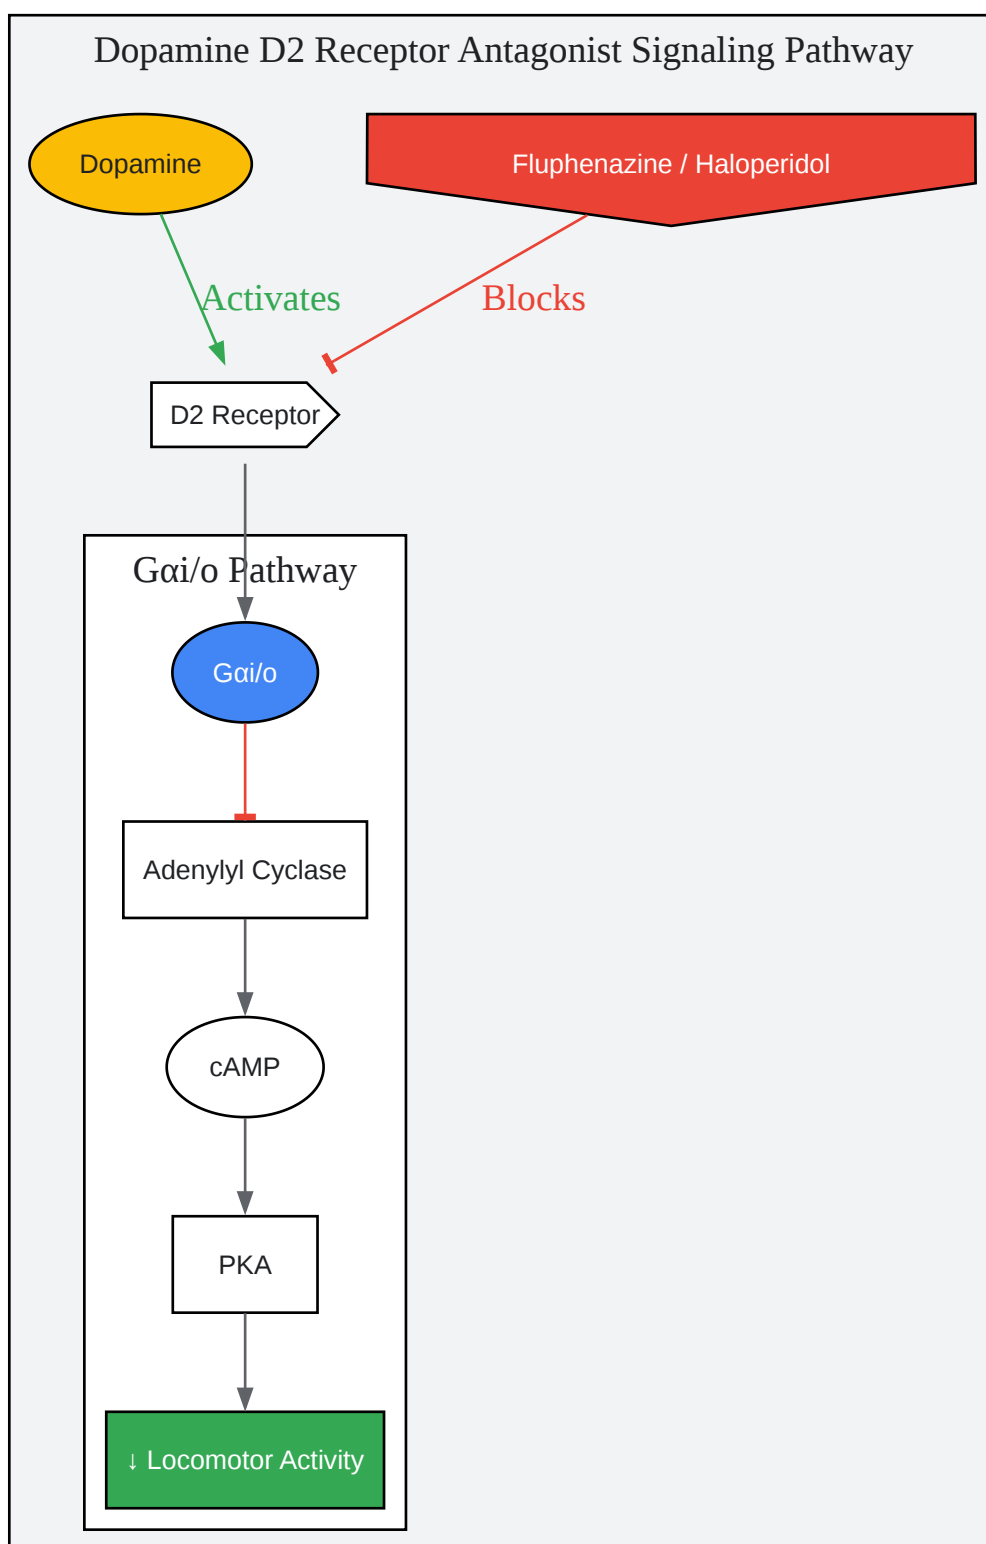 Dopamine D2 Receptor Antagonist Signaling Pathway
Dopamine
Fluphenazine / Haloperidol
Activates
Blocks
D2 Receptor
Gαi/o Pathway
Gαi/o
Adenylyl Cyclase
cAMP
PKA
↓ Locomotor Activity